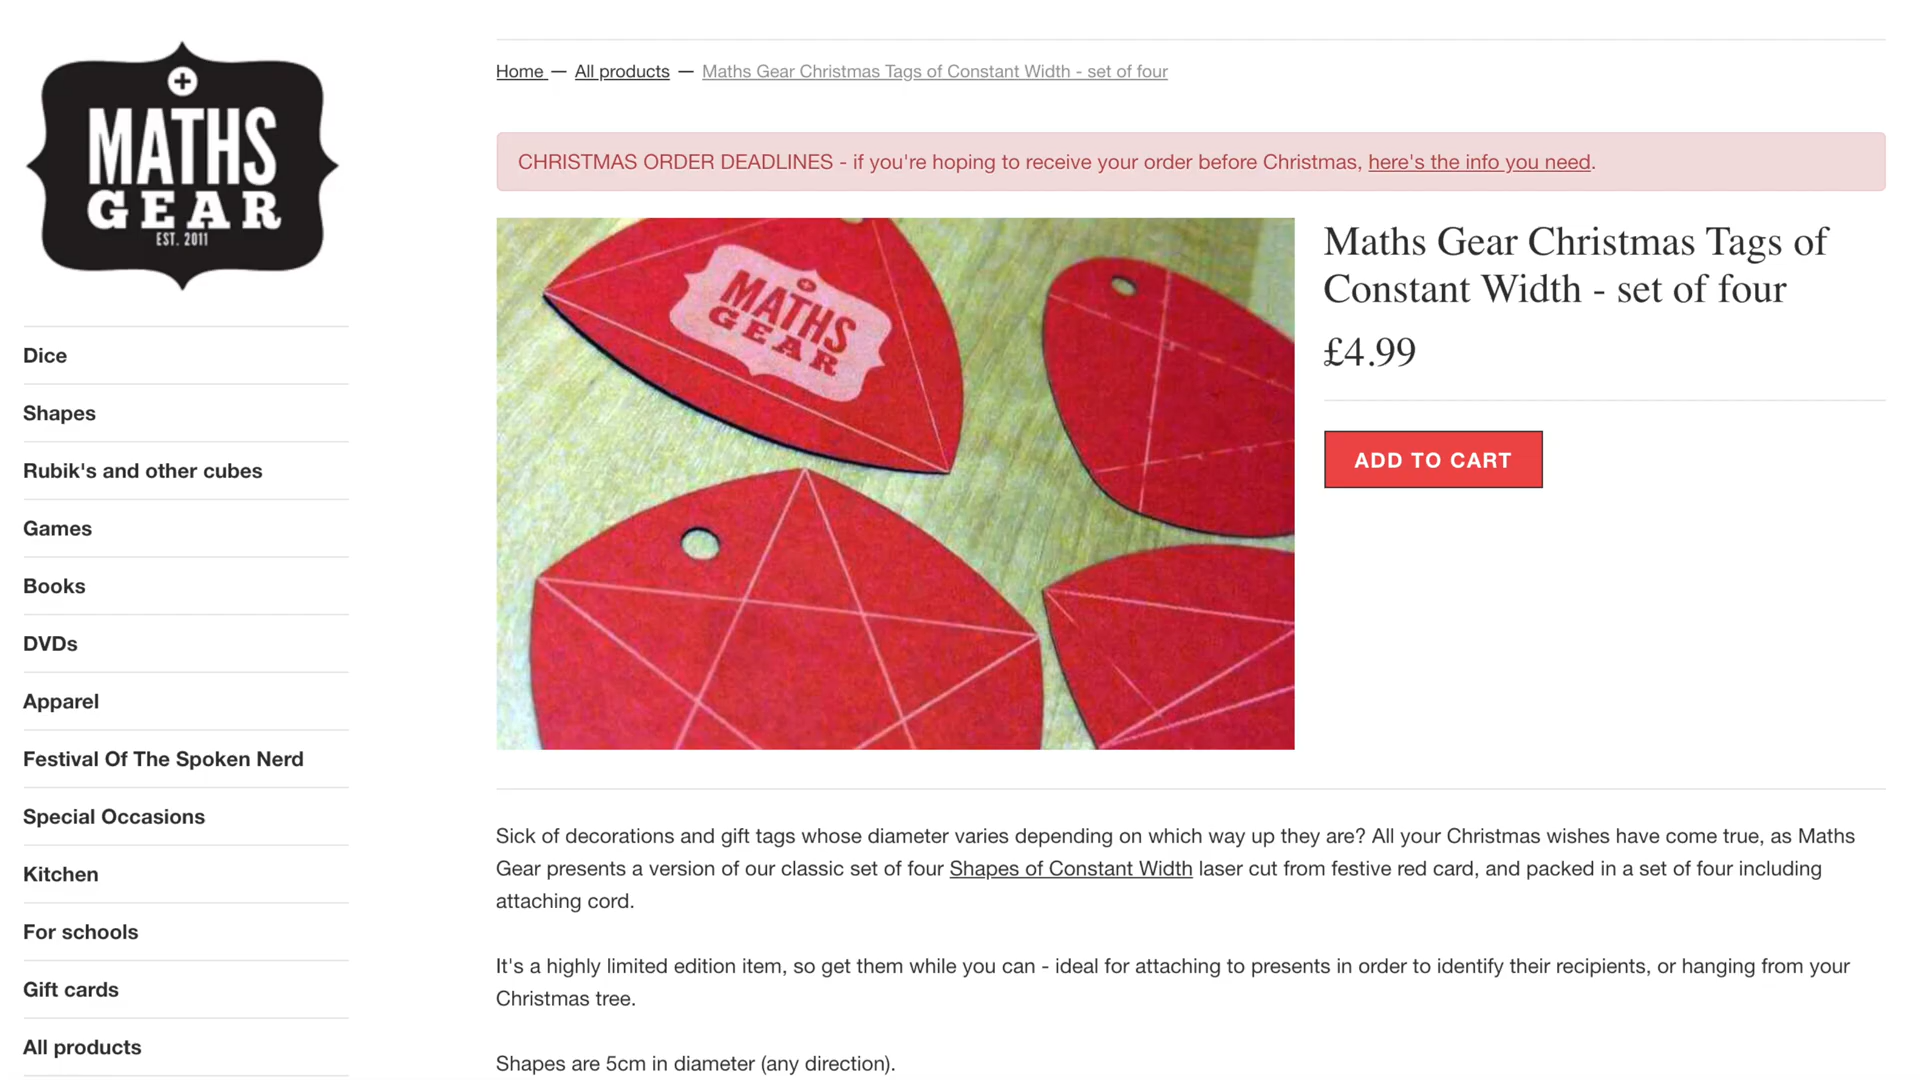 MATHS
GEAR
EST. 2011
Dice
Shapes
Rubik's and other cubes
Games
Books
DVDs
Apparel
Festival Of The Spoken Nerd
Special Occasions
Kitchen
For schools
Gift cards
All products
Home — All products — Maths Gear Christmas Tags of Constant Width - set of four
CHRISTMAS ORDER DEADLINES - if you're hoping to receive your order before Christmas, here's the info you need.
MATHS
GEAR
Maths Gear Christmas Tags of
Constant Width - set of four
£4.99
ADD TO CART
Sick of decorations and gift tags whose diameter varies depending on which way up they are? All your Christmas wishes have come true, as Maths
Gear presents a version of our classic set of four Shapes of Constant Width laser cut from festive red card, and packed in a set of four including
attaching cord.
It's a highly limited edition item, so get them while you can - ideal for attaching to presents in order to identify their recipients, or hanging from your
Christmas tree.
Shapes are 5cm in diameter (any direction).